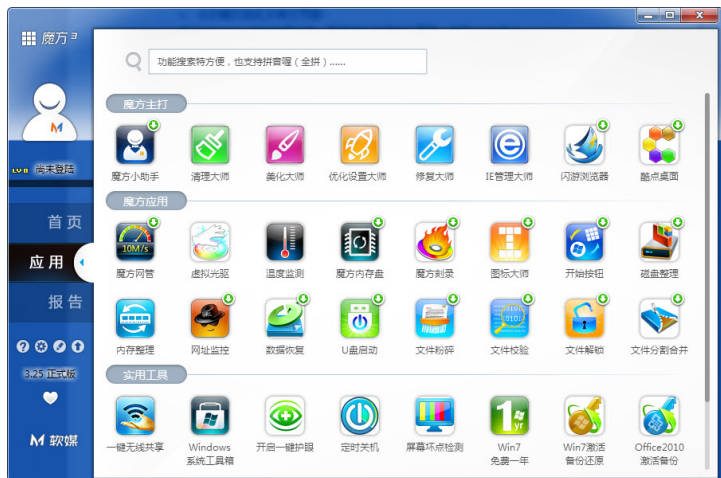 魔方3
功能搜索特方便，也支持拼音喔（全拼）......
LV 0 尚未登陆
首页
应用
报告
3.25 正式版
软媒
魔方主打
魔方小助手 清理大师 美化大师 优化设置大师 修复大师 IE管理大师 闪游浏览器 酷点桌面
魔方应用
10M/s
魔方网管 虚拟光驱 温度监测 魔方内存盘 魔方刻录 图标大师 开始按钮 磁盘整理
内存整理 网址监控 数据恢复 U盘启动 文件粉碎 文件校验 文件解锁 文件分割合并
实用工具
1 yr
一键无线共享 Windows 系统工具箱 开启一键护眼 定时关机 屏幕坏点检测 Win7 免费一年 Win7激活 备份还原 Office2010 激活备份